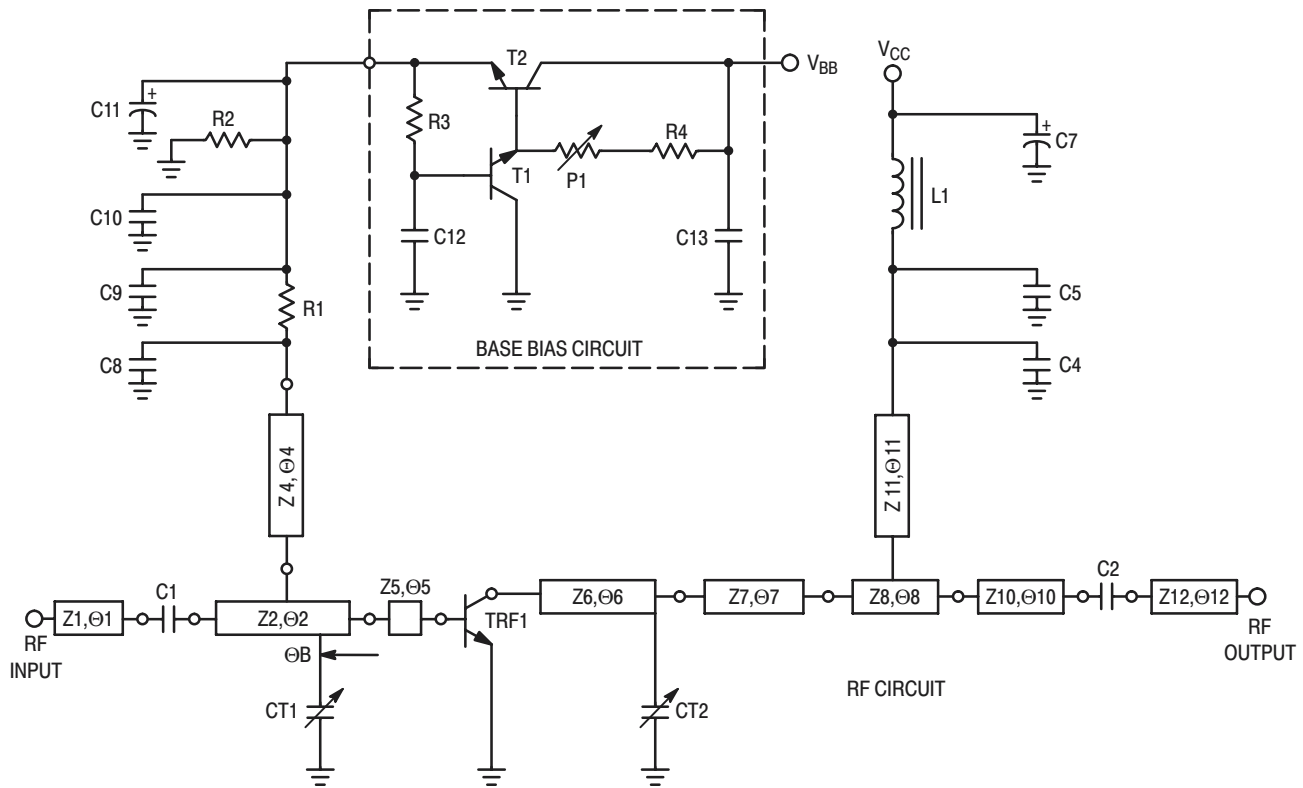 T2
V_BB
V_CC
C11
+
R2
R3
R4
+
C7
T1
P1
L1
C10
C12
C13
C9
R1
C5
C8
BASE BIAS CIRCUIT
C4
Z4,Θ4
Z11,Θ11
Z5,Θ5
C1
C2
Z1,Θ1
Z2,Θ2
TRF1
Z6,Θ6
Z7,Θ7
Z8,Θ8
Z10,Θ10
Z12,Θ12
RF
INPUT
ΘB
RF
OUTPUT
RF CIRCUIT
CT1
CT2